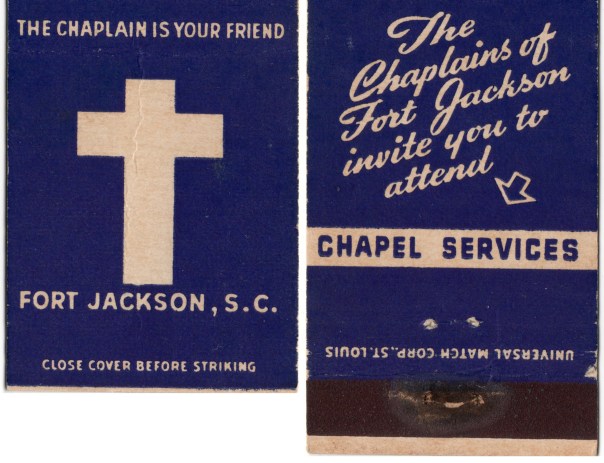 THE CHAPLAIN IS YOUR FRIEND
FORT JACKSON, S.C.
CLOSE COVER BEFORE STRIKING
The
Chaplains of
Fort Jackson
invite you to
attend
CHAPEL SERVICES
UNIVERSAL MATCH CORP., ST. LOUIS